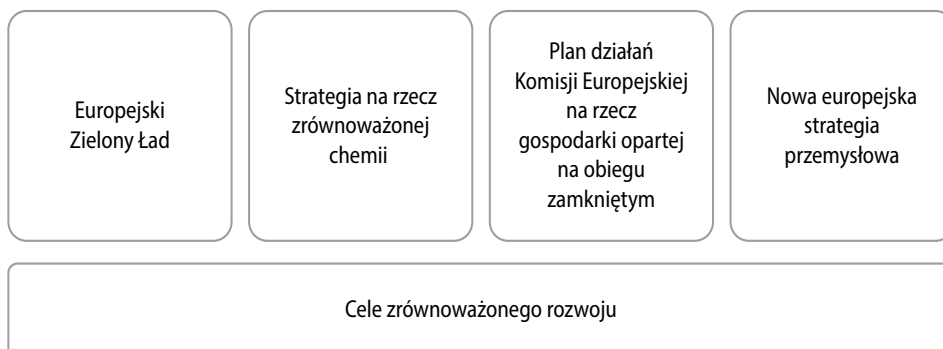 Europejski
Zielony Ład
Strategia na rzecz
zrównoważonej
chemii
Plan działań
Komisji Europejskiej
na rzecz
gospodarki opartej
na obiegu
zamkniętym
Nowa europejska
strategia
przemysłowa
Cele zrównoważonego rozwoju